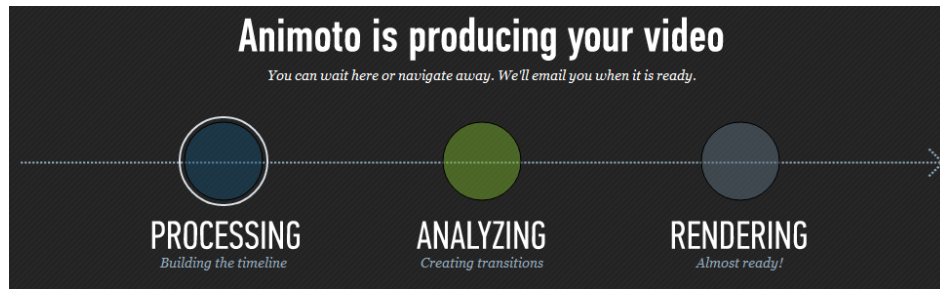 Animoto is producing your video
You can wait here or navigate away. We'll email you when it is ready.
PROCESSING
Building the timeline
ANALYZING
Creating transitions
RENDERING
Almost ready!